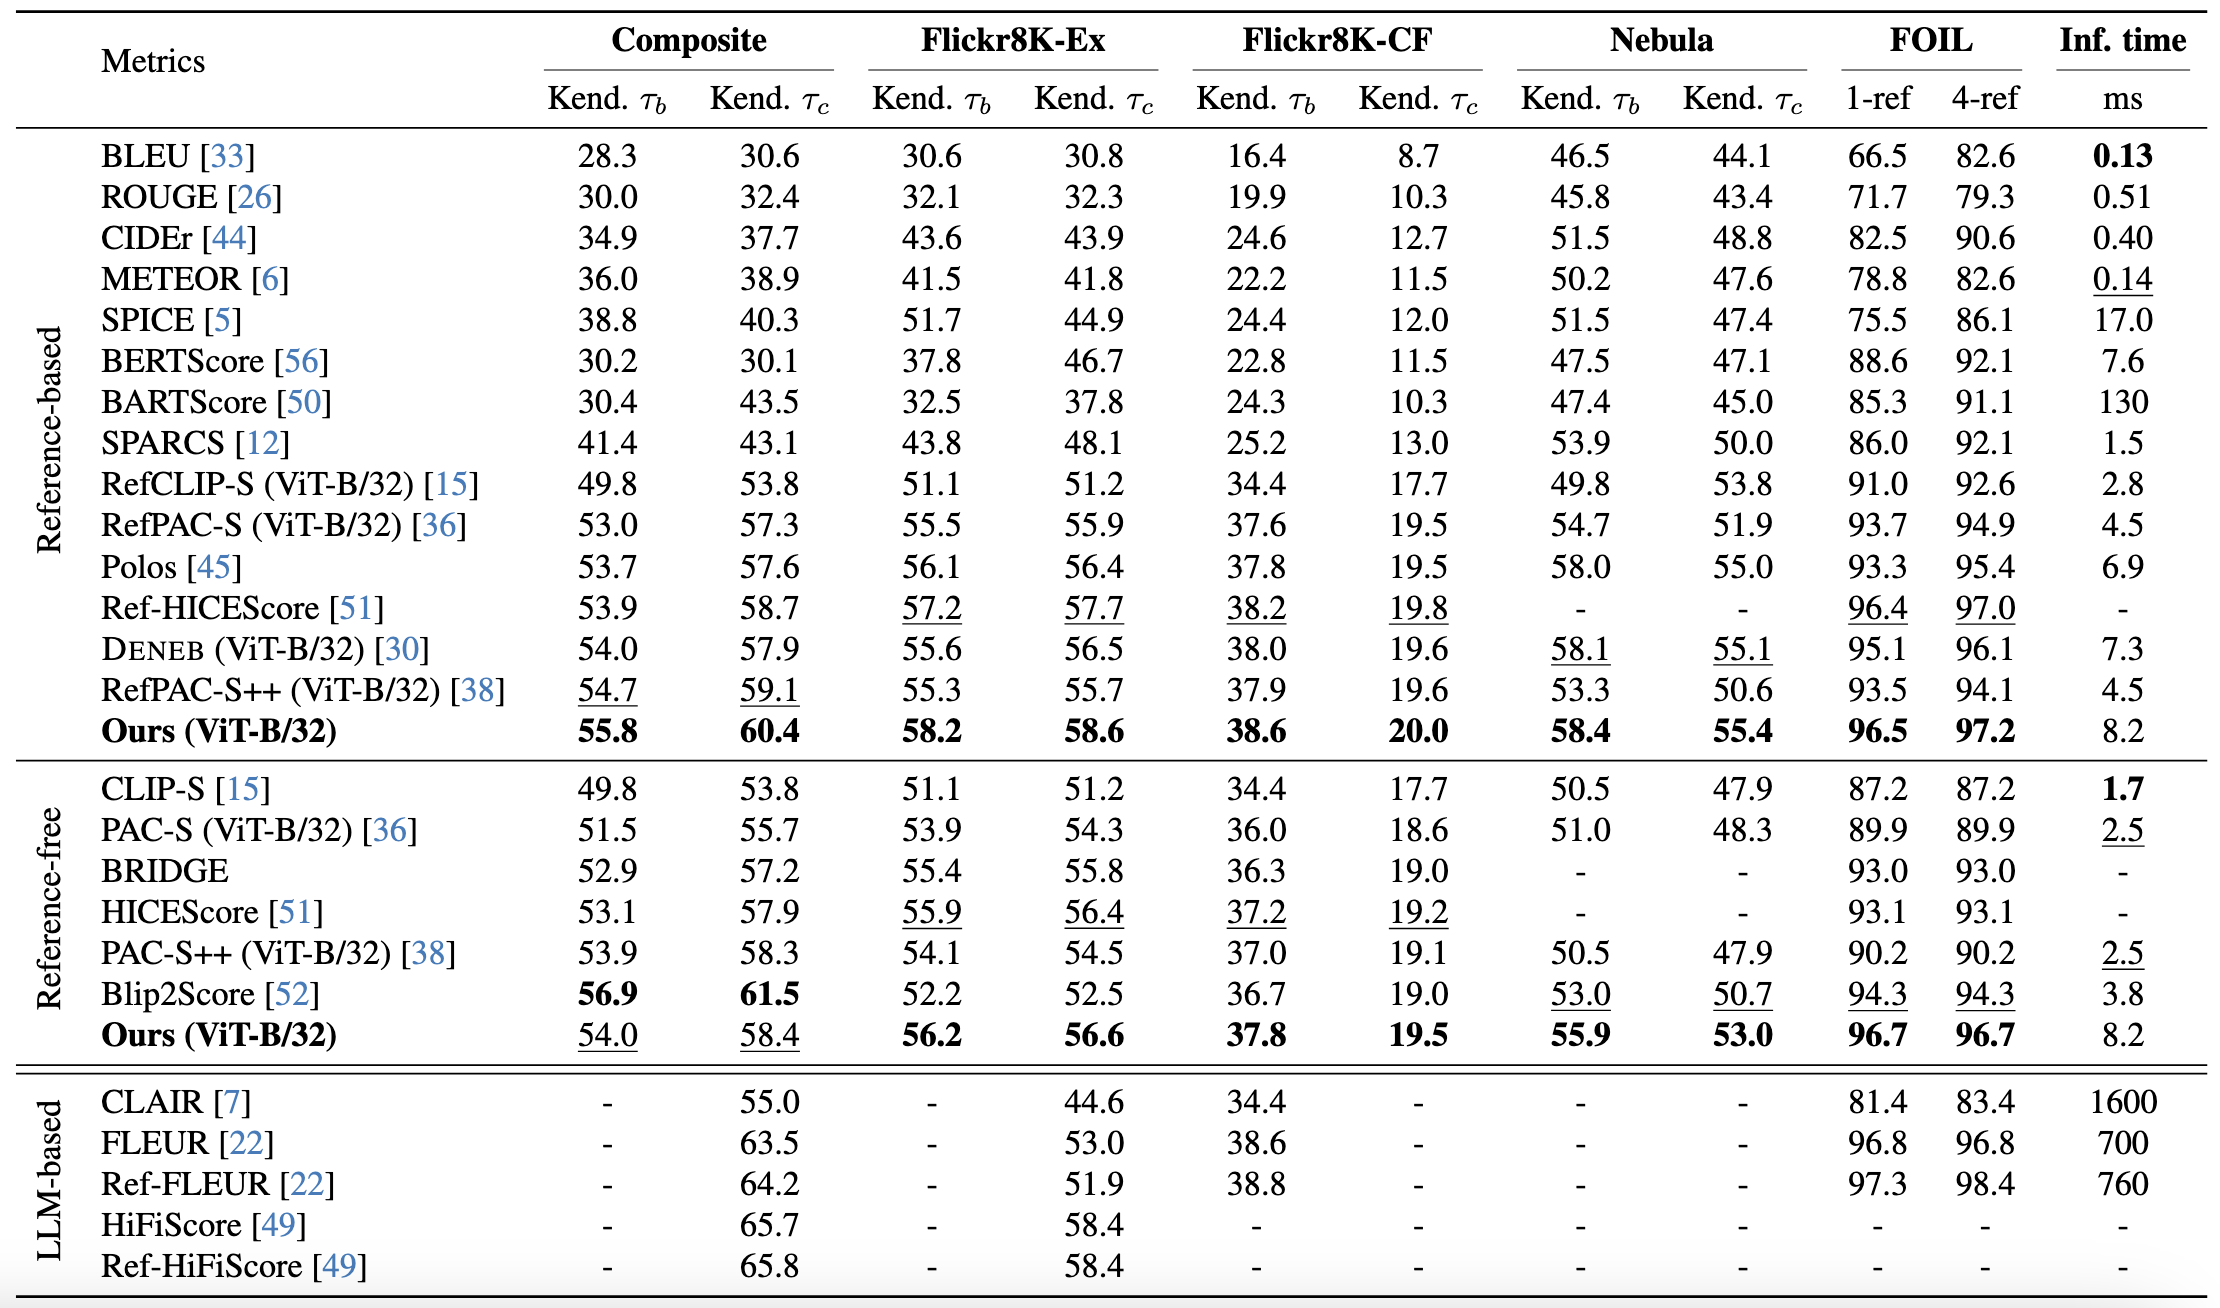 Metrics Composite Flickr8K-Ex Flickr8K-CF Nebula FOIL Inf. time
Kend. τb Kend. τc Kend. τb Kend. τc Kend. τb Kend. τc Kend. τb Kend. τc 1-ref 4-ref ms
Reference-based
BLEU [33] 28.3 30.6 30.6 30.8 16.4 8.7 46.5 44.1 66.5 82.6 0.13
ROUGE [26] 30.0 32.4 32.1 32.3 19.9 10.3 45.8 43.4 71.7 79.3 0.51
CIDEr [44] 34.9 37.7 43.6 43.9 24.6 12.7 51.5 48.8 82.5 90.6 0.40
METEOR [6] 36.0 38.9 41.5 41.8 22.2 11.5 50.2 47.6 78.8 82.6 0.14
SPICE [5] 38.8 40.3 51.7 44.9 24.4 12.0 51.5 47.4 75.5 86.1 17.0
BERTScore [56] 30.2 30.1 37.8 46.7 22.8 11.5 47.5 47.1 88.6 92.1 7.6
BARTScore [50] 30.4 43.5 32.5 37.8 24.3 10.3 47.4 45.0 85.3 91.1 130
SPARCS [12] 41.4 43.1 43.8 48.1 25.2 13.0 53.9 50.0 86.0 92.1 1.5
RefCLIP-S (ViT-B/32) [15] 49.8 53.8 51.1 51.2 34.4 17.7 49.8 53.8 91.0 92.6 2.8
RefPAC-S (ViT-B/32) [36] 53.0 57.3 55.5 55.9 37.6 19.5 54.7 51.9 93.7 94.9 4.5
Polos [45] 53.7 57.6 56.1 56.4 37.8 19.5 58.0 55.0 93.3 95.4 6.9
Ref-HICEScore [51] 53.9 58.7 57.2 57.7 38.2 19.8 - - 96.4 97.0 -
DENEB (ViT-B/32) [30] 54.0 57.9 55.6 56.5 38.0 19.6 58.1 55.1 95.1 96.1 7.3
RefPAC-S++ (ViT-B/32) [38] 54.7 59.1 55.3 55.7 37.9 19.6 53.3 50.6 93.5 94.1 4.5
Ours (ViT-B/32) 55.8 60.4 58.2 58.6 38.6 20.0 58.4 55.4 96.5 97.2 8.2
Reference-free
CLIP-S [15] 49.8 53.8 51.1 51.2 34.4 17.7 50.5 47.9 87.2 87.2 1.7
PAC-S (ViT-B/32) [36] 51.5 55.7 53.9 54.3 36.0 18.6 51.0 48.3 89.9 89.9 2.5
BRIDGE 52.9 57.2 55.4 55.8 36.3 19.0 - - 93.0 93.0 -
HICEScore [51] 53.1 57.9 55.9 56.4 37.2 19.2 - - 93.1 93.1 -
PAC-S++ (ViT-B/32) [38] 53.9 58.3 54.1 54.5 37.0 19.1 50.5 47.9 90.2 90.2 2.5
Blip2Score [52] 56.9 61.5 52.2 52.5 36.7 19.0 53.0 50.7 94.3 94.3 3.8
Ours (ViT-B/32) 54.0 58.4 56.2 56.6 37.8 19.5 55.9 53.0 96.7 96.7 8.2
LLM-based
CLAIR [7] - 55.0 - 44.6 34.4 - - - 81.4 83.4 1600
FLEUR [22] - 63.5 - 53.0 38.6 - - - 96.8 96.8 700
Ref-FLEUR [22] - 64.2 - 51.9 38.8 - - - 97.3 98.4 760
HiFiScore [49] - 65.7 - 58.4 - - - - - - -
Ref-HiFiScore [49] - 65.8 - 58.4 - - - - - - -